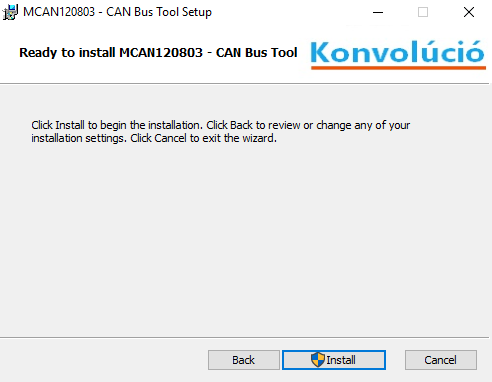 MCAN120803 - CAN Bus Tool Setup
Ready to install MCAN120803 - CAN Bus Tool
Konvolúció
Click Install to begin the installation. Click Back to review or change any of your
installation settings. Click Cancel to exit the wizard.
Back
Install
Cancel